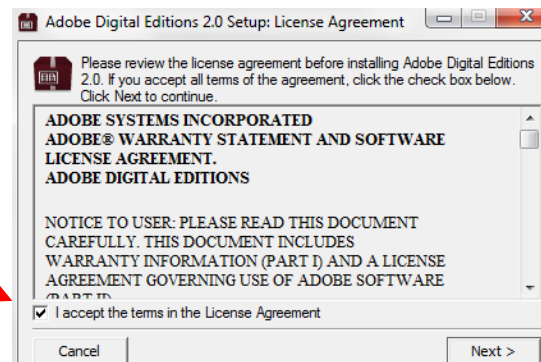 Adobe Digital Editions 2.0 Setup: License Agreement
Please review the license agreement before installing Adobe Digital Editions
2.0. If you accept all terms of the agreement, click the check box below.
Click Next to continue.
ADOBE SYSTEMS INCORPORATED
ADOBE® WARRANTY STATEMENT AND SOFTWARE
LICENSE AGREEMENT.
ADOBE DIGITAL EDITIONS
NOTICE TO USER: PLEASE READ THIS DOCUMENT
CAREFULLY. THIS DOCUMENT INCLUDES
WARRANTY INFORMATION (PART I) AND A LICENSE
AGREEMENT GOVERNING USE OF ADOBE SOFTWARE
(PART II)
I accept the terms in the License Agreement
Cancel
Next >